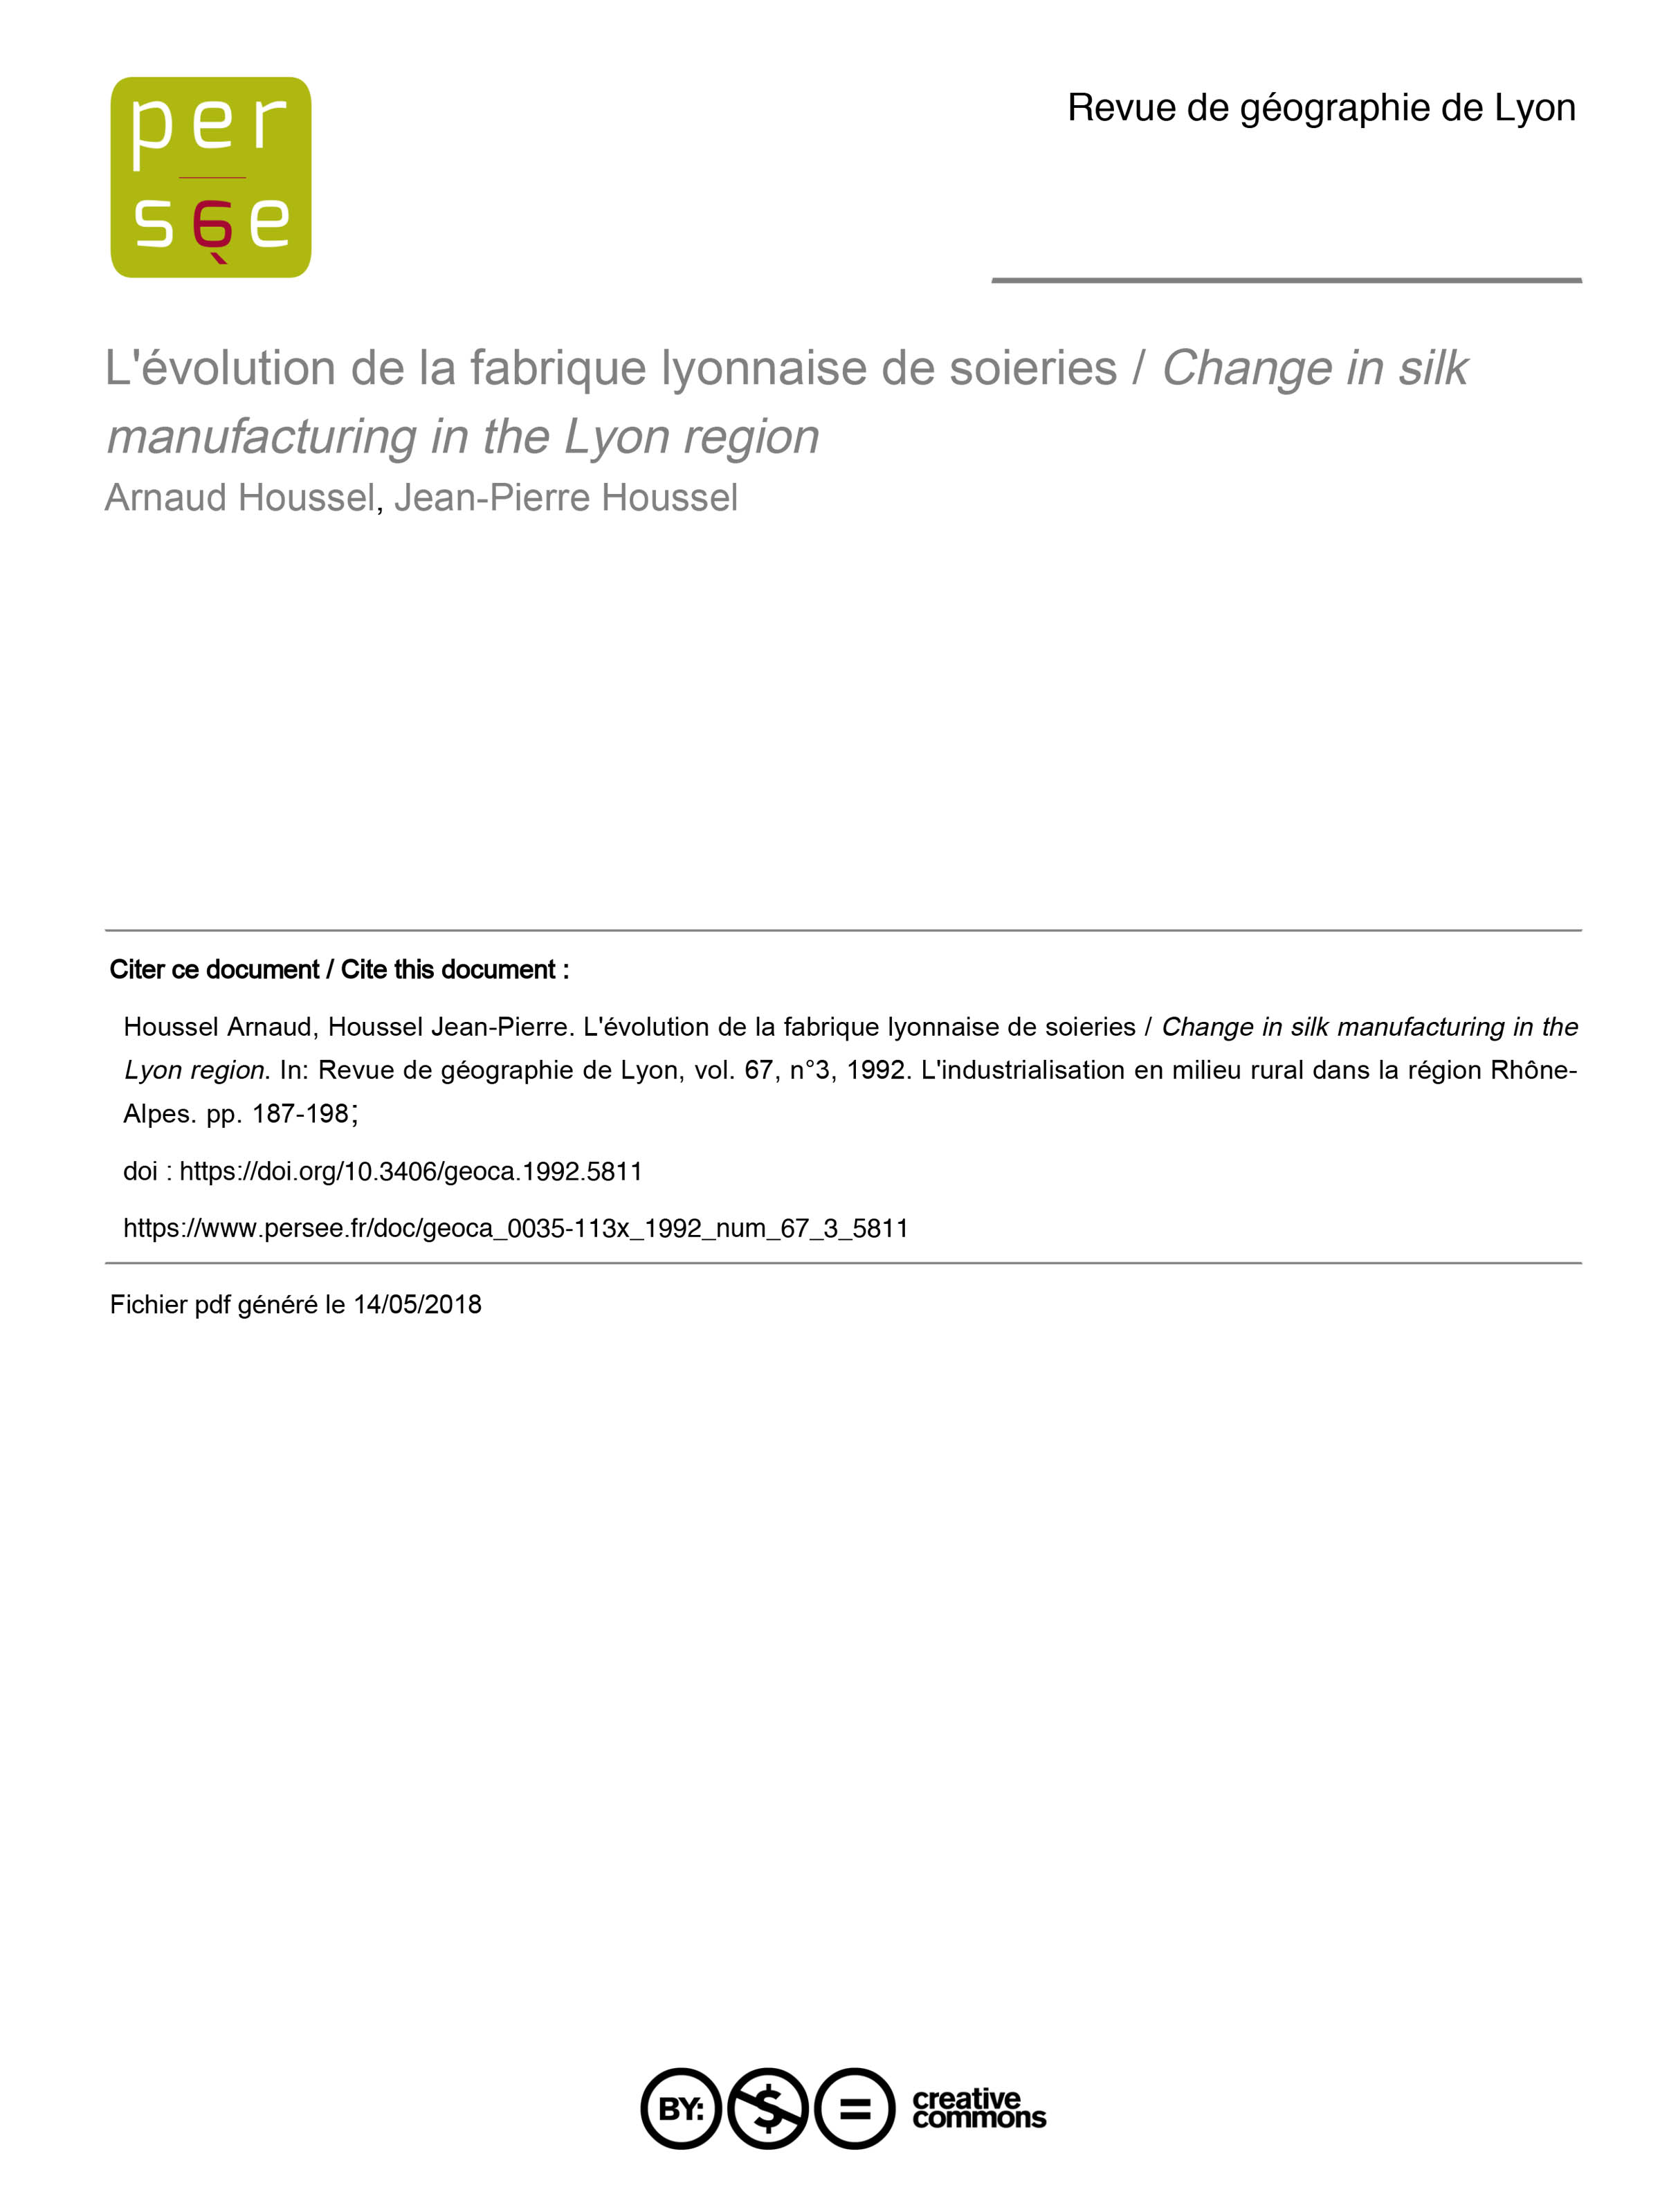 per
sée
Revue de géographie de Lyon
L'évolution de la fabrique lyonnaise de soieries / Change in silk
manufacturing in the Lyon region
Arnaud Houssel, Jean-Pierre Houssel
Citer ce document / Cite this document :
Houssel Arnaud, Houssel Jean-Pierre. L'évolution de la fabrique lyonnaise de soieries / Change in silk manufacturing in the
Lyon region. In: Revue de géographie de Lyon, vol. 67, n°3, 1992. L'industrialisation en milieu rural dans la région Rhône-
Alpes. pp. 187-198;
doi : https://doi.org/10.3406/geoca.1992.5811
https://www.persee.fr/doc/geoca_0035-113x_1992_num_67_3_5811
Fichier pdf généré le 14/05/2018
BY: $ =
creative
commons